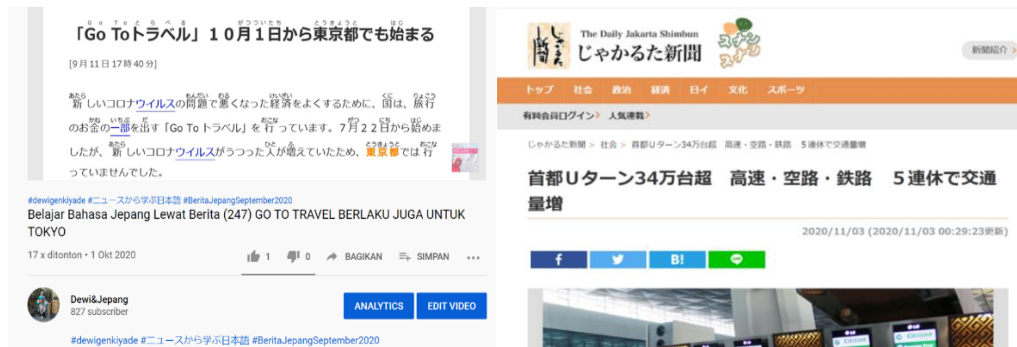 「Go Toトラベル」１０月１日から東京都でも始まる
[9月11日17時40分]
新しいコロナウイルスの問題で悪くなった経済をよくするために、国は、旅行
のお金の一部を出す「Go Toトラベル」を行っています。７月２２日から始めま
したが、新しいコロナウイルスがうつった人が増えていたため、東京都では行
っていませんでした。
#dewigenkiyade #ニュースから学ぶ日本語 #BeritaJepangSeptember2020
Belajar Bahasa Jepang Lewat Berita (247) GO TO TRAVEL BERLAKU JUGA UNTUK
TOKYO
17 x ditonton • 1 Okt 2020
1 0 BAGIKAN SIMPAN
Dewi&Jepang
827 subscriber
ANALYTICS EDIT VIDEO
#dewigenkiyade #ニュースから学ぶ日本語 #BeritaJepangSeptember2020
じゃかるた新聞
The Daily Jakarta Shimbun
じゃかるた新聞
スナンスナン
新聞紹介 >
トップ 社会 政治 経済 日イ 文化 スポーツ
有料会員ログイン> 人気連載>
じゃかるた新聞 > 社会 > 首都Uターン34万台超 高速・空路・鉄路 ５連休で交通量増
首都Ｕターン34万台超 高速・空路・鉄路 ５連休で交通
量増
2020/11/03 (2020/11/03 00:29:23更新)
f B!